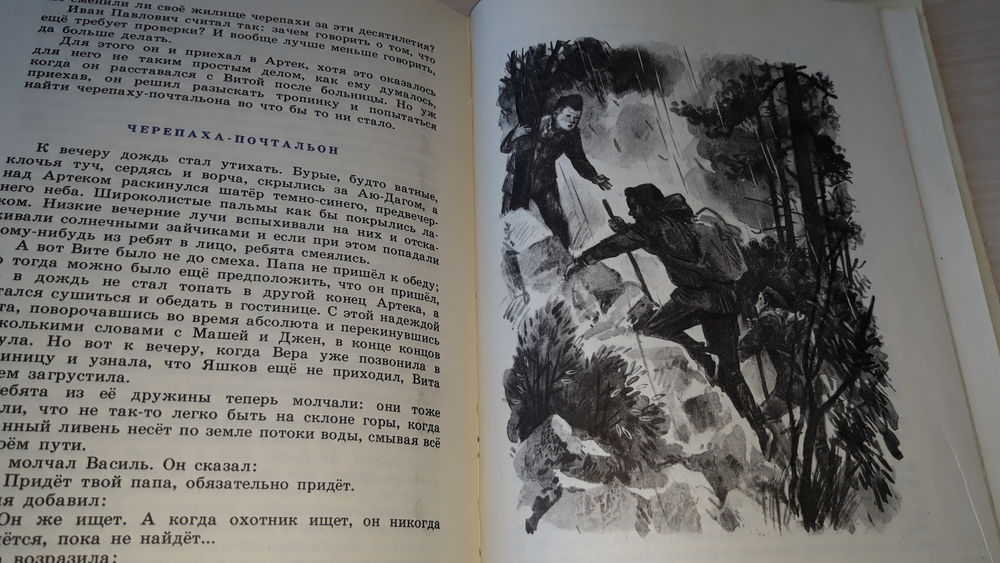 сменили ли своё жилище черепахи за эти десятилетия?
Иван Павлович считал так: зачем говорить о том, что
ещё требует проверки? И вообще лучше меньше говорить,
да больше делать.
Для этого он и приехал в Артек, хотя это оказалось
для него не таким простым делом, как ему думалось,
когда он расставался с Витой после больницы. Но уж
приехав, он решил разыскать тропинку и попытаться
найти черепаху-почтальона во что бы то ни стало.
ЧЕРЕПАХА-ПОЧТАЛЬОН
К вечеру дождь стал утихать. Бурые, будто ватные,
клочья туч, сердясь и ворча, скрылись за Аю-Дагом, а
над Артеком раскинулся шатёр темно-синего, предвечер-
него неба. Широколистые пальмы как бы покрылись ла-
ком. Низкие вечерние лучи вспыхивали на них и отска-
кивали солнечными зайчиками и если при этом попадали
кому-нибудь из ребят в лицо, ребята смеялись.
А вот Вите было не до смеха. Папа не пришёл к обеду;
о тогда можно было ещё предположить, что он пришёл,
в дождь не стал топать в другой конец Артека, а
тался сушиться и обедать в гостинице. С этой надеждой
та, поворочавшись во время абсолюта и перекинувшись
сколькими словами с Машей и Джен, в конце концов
ула. Но вот к вечеру, когда Вера уже позвонила в
иницу и узнала, что Яшков ещё не приходил, Вита
ем загрустила.
ебята из её дружины теперь молчали: они тоже
ли, что не так-то легко быть на склоне горы, когда
анный ливень несёт по земле потоки воды, смывая всё
оём пути.
молчал Василь. Он сказал:
Придёт твой папа, обязательно придёт.
ня добавил:
Он же ищет. А когда охотник ищет, он никогда
дётся, пока не найдёт...
возразила: